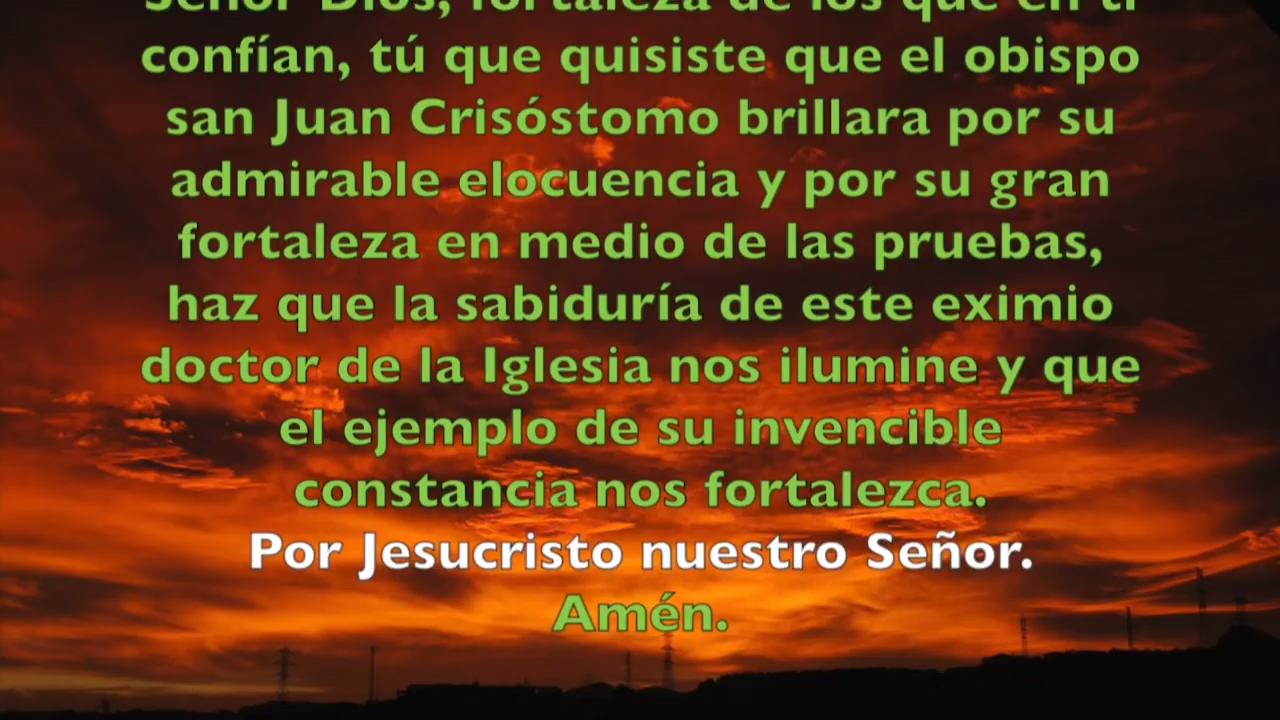 Señor Dios, fortaleza de los que en ti
confían, tú que quisiste que el obispo
san Juan Crisóstomo brillara por su
admirable elocuencia y por su gran
fortaleza en medio de las pruebas,
haz que la sabiduría de este eximio
doctor de la Iglesia nos ilumine y que
el ejemplo de su invencible
constancia nos fortalezca.
Por Jesucristo nuestro Señor.
Amén.